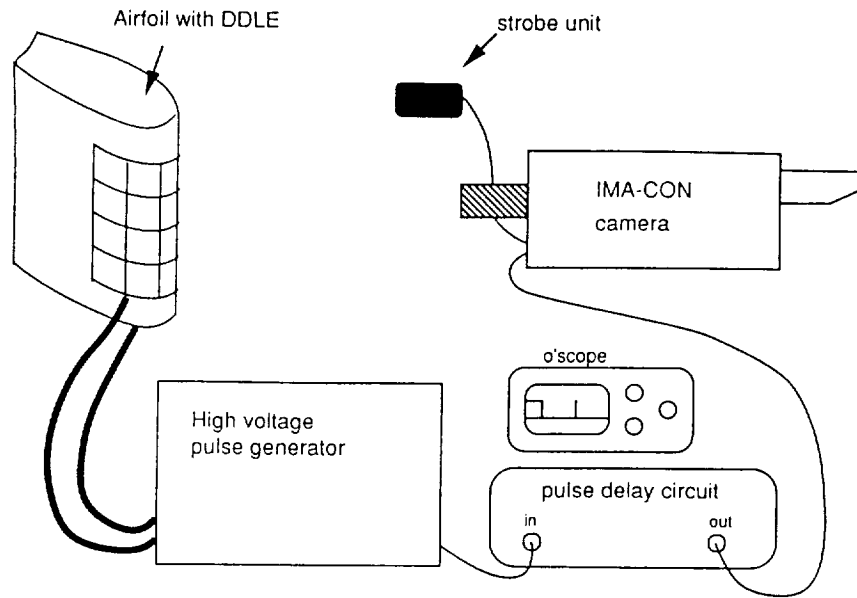 Airfoil with DDLE
strobe unit
IMA-CON
camera
o'scope
High voltage
pulse generator
pulse delay circuit
in
out